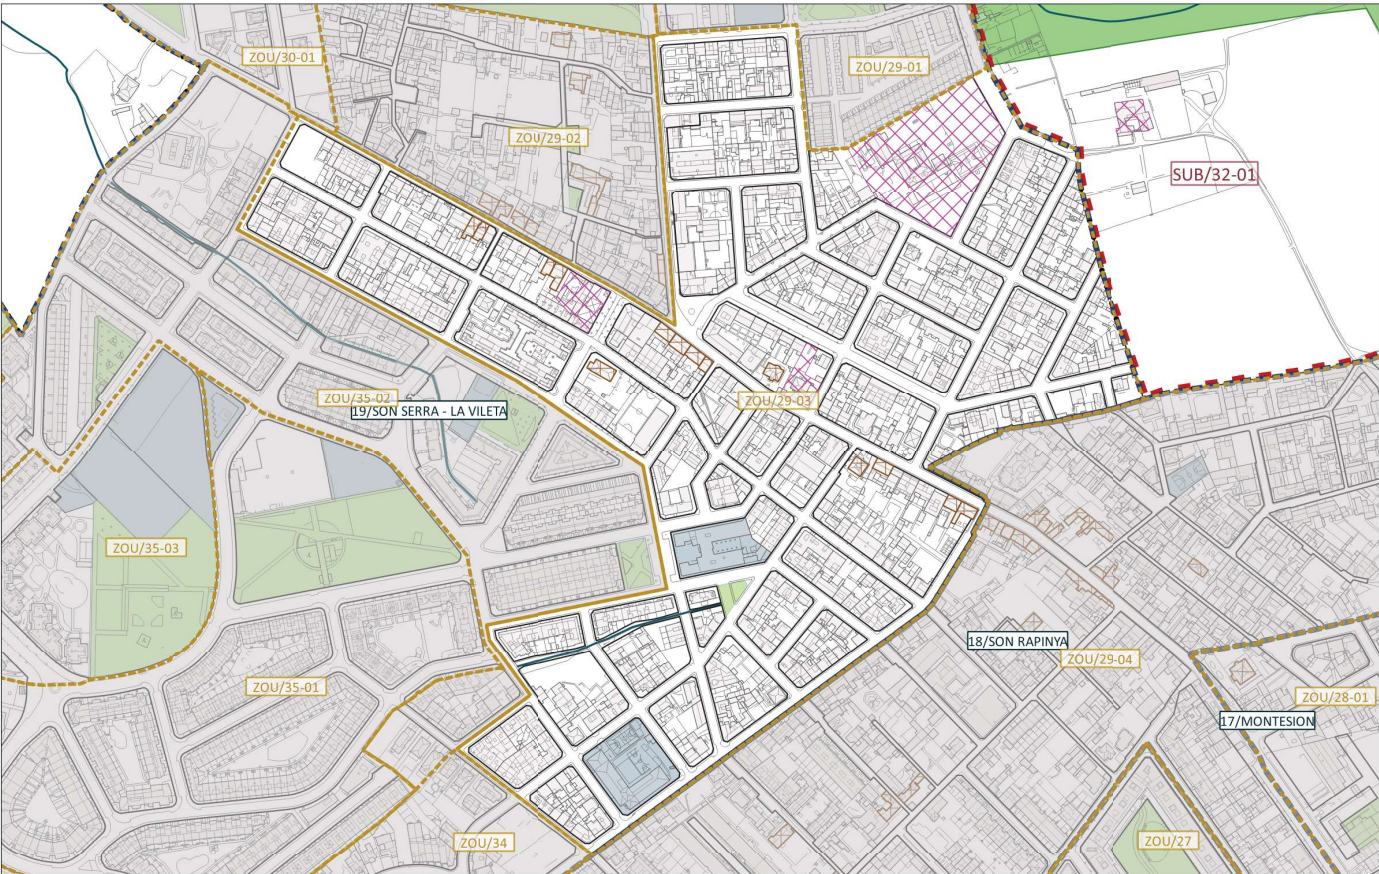 ZOU/30-01
ZOU/29-01
ZOU/29-02
SUB/32-01
ZOU/35-02
ZOU/29-03
19/SON SERRA - LA VILETA
ZOU/35-03
18/SON RAPINYA
ZOU/29-04
ZOU/35-01
ZOU/28-01
17/MONTESION
ZOU/34
ZOU/27